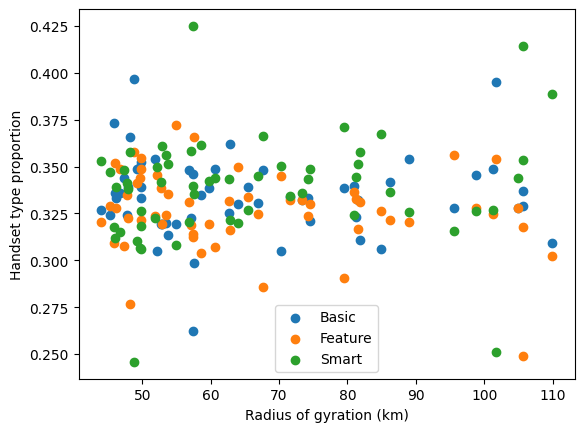 0.425
0.400
0.375
0.350
0.325
0.300
0.275
0.250
Handset type proportion
Basic
Feature
Smart
50 60 70 80 90 100 110
Radius of gyration (km)